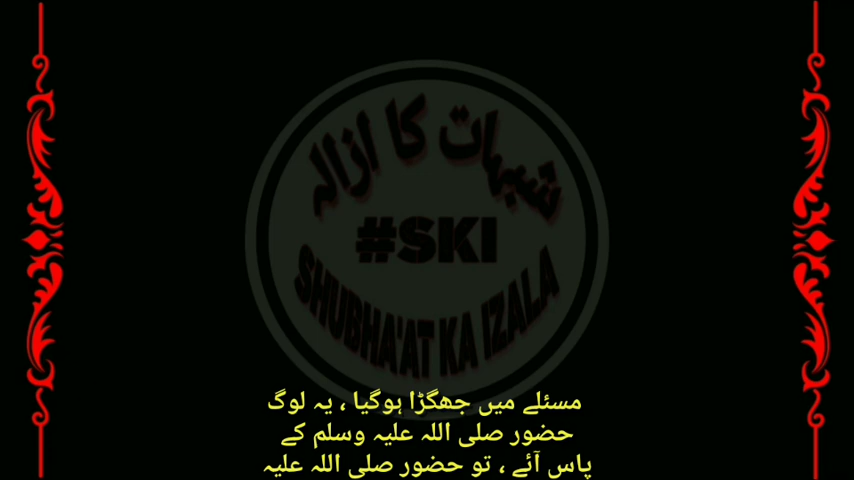 شبہات کا ازالہ
#SKI
SHUBHA'AT KA IZALA
مسئلے میں جھگڑا ہوگیا ، یہ لوگ
حضور صلی اللہ علیہ وسلم کے
پاس آئے ، تو حضور صلی اللہ علیہ